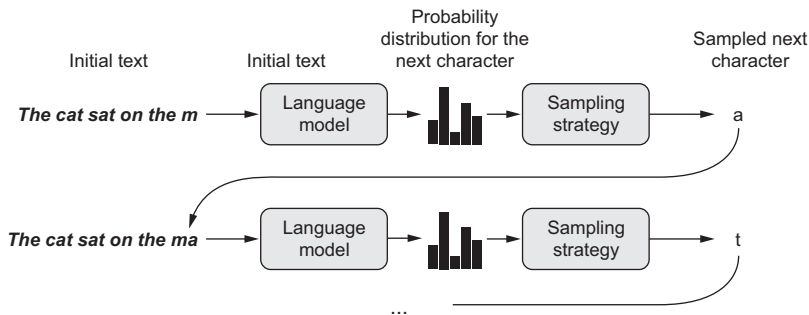 Initial text
Initial text
Probability
distribution for the
next character
Sampled next
character
The cat sat on the m
Language
model
Sampling
strategy
a
The cat sat on the ma
Language
model
Sampling
strategy
t
...